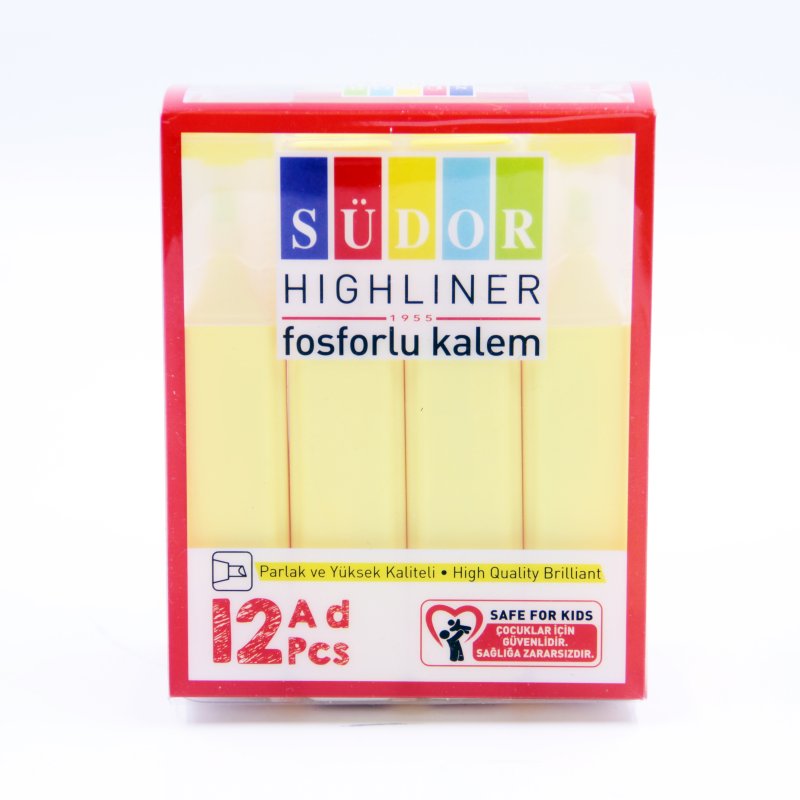 SÜDOR
HIGHLINER
1955
fosforlu kalem
Parlak ve Yüksek Kaliteli • High Quality Brilliant
12 Ad
Pcs
SAFE FOR KIDS
ÇOCUKLAR İÇİN
GÜVENLİDİR.
SAĞLIĞA ZARARSIZDIR.